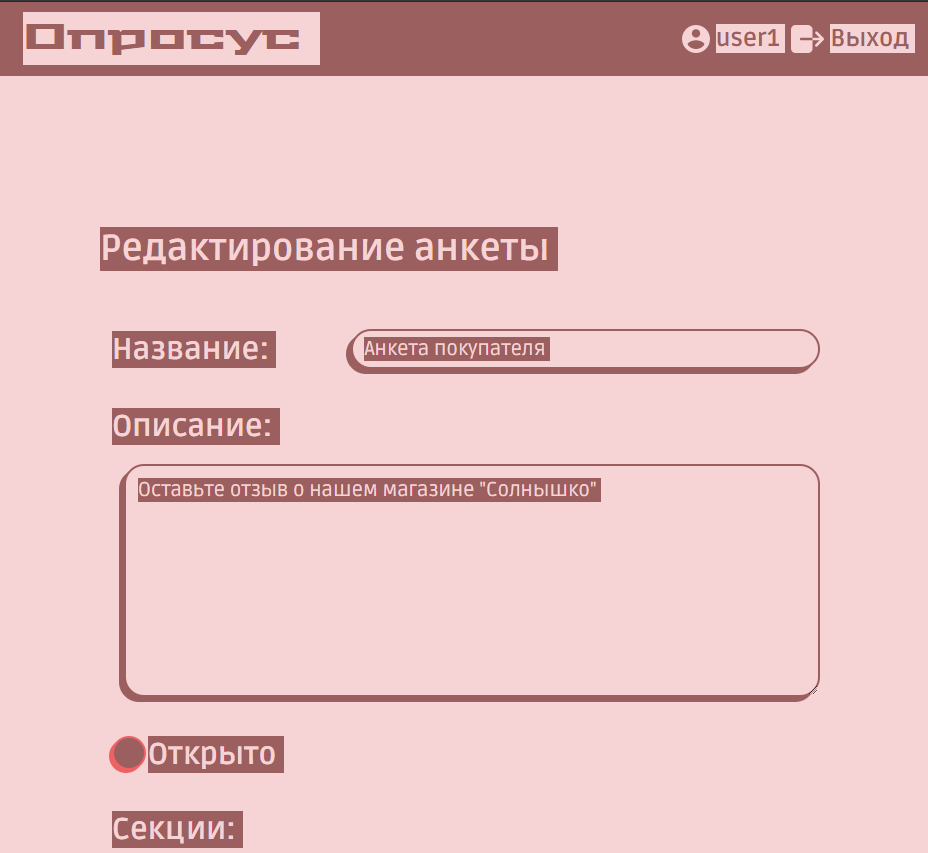 Опросус
user1 Выход
Редактирование анкеты
Название: Анкета покупателя
Описание:
Оставьте отзыв о нашем магазине "Солнышко"
Открыто
Секции: